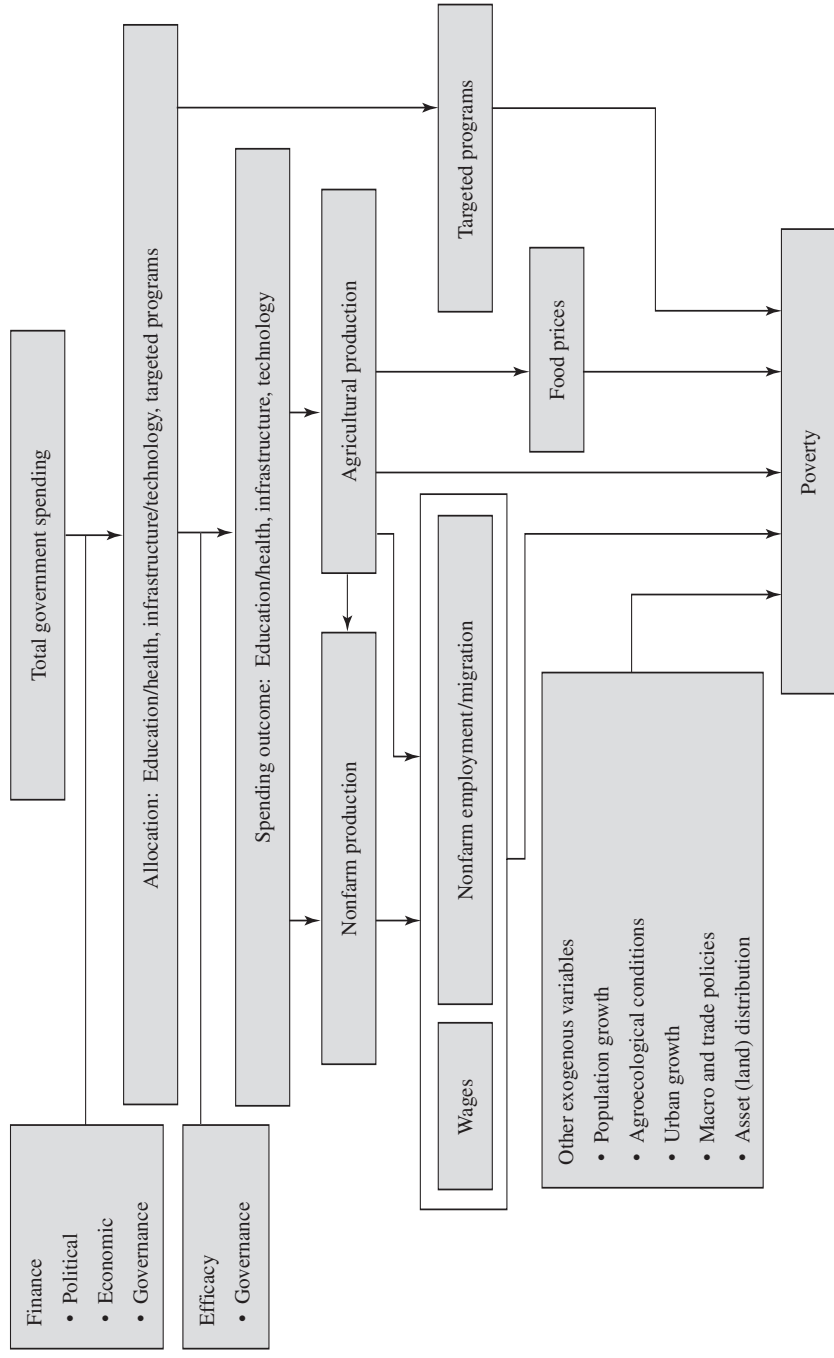 Total government spending
Finance
• Political
• Economic
• Governance
Allocation: Education/health, infrastructure/technology, targeted programs
Efficacy
• Governance
Spending outcome: Education/health, infrastructure, technology
Nonfarm production
Agricultural production
Wages
Nonfarm employment/migration
Targeted programs
Food prices
Other exogenous variables
• Population growth
• Agroecological conditions
• Urban growth
• Macro and trade policies
• Asset (land) distribution
Poverty